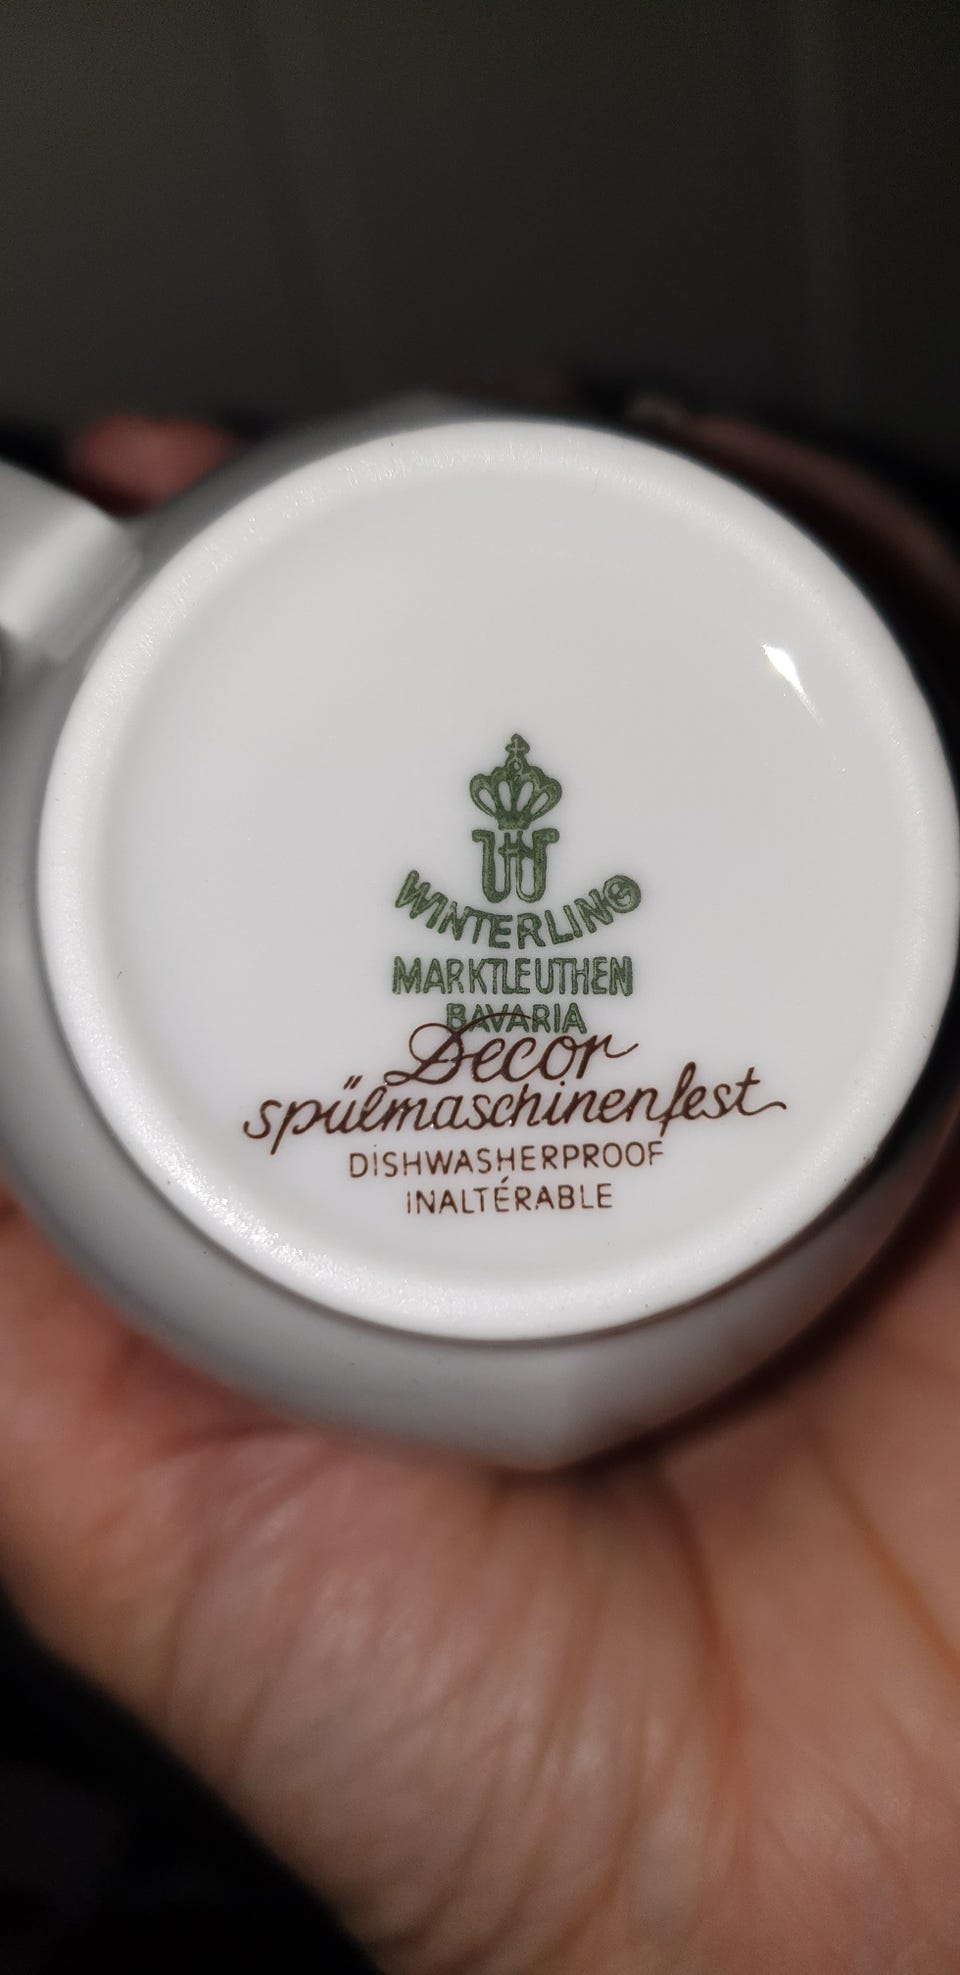 W
WINTERLING
MARKTLEUTHEN
BAVARIA
Decor
spülmaschinenfest
DISHWASHERPROOF
INALTÉRABLE